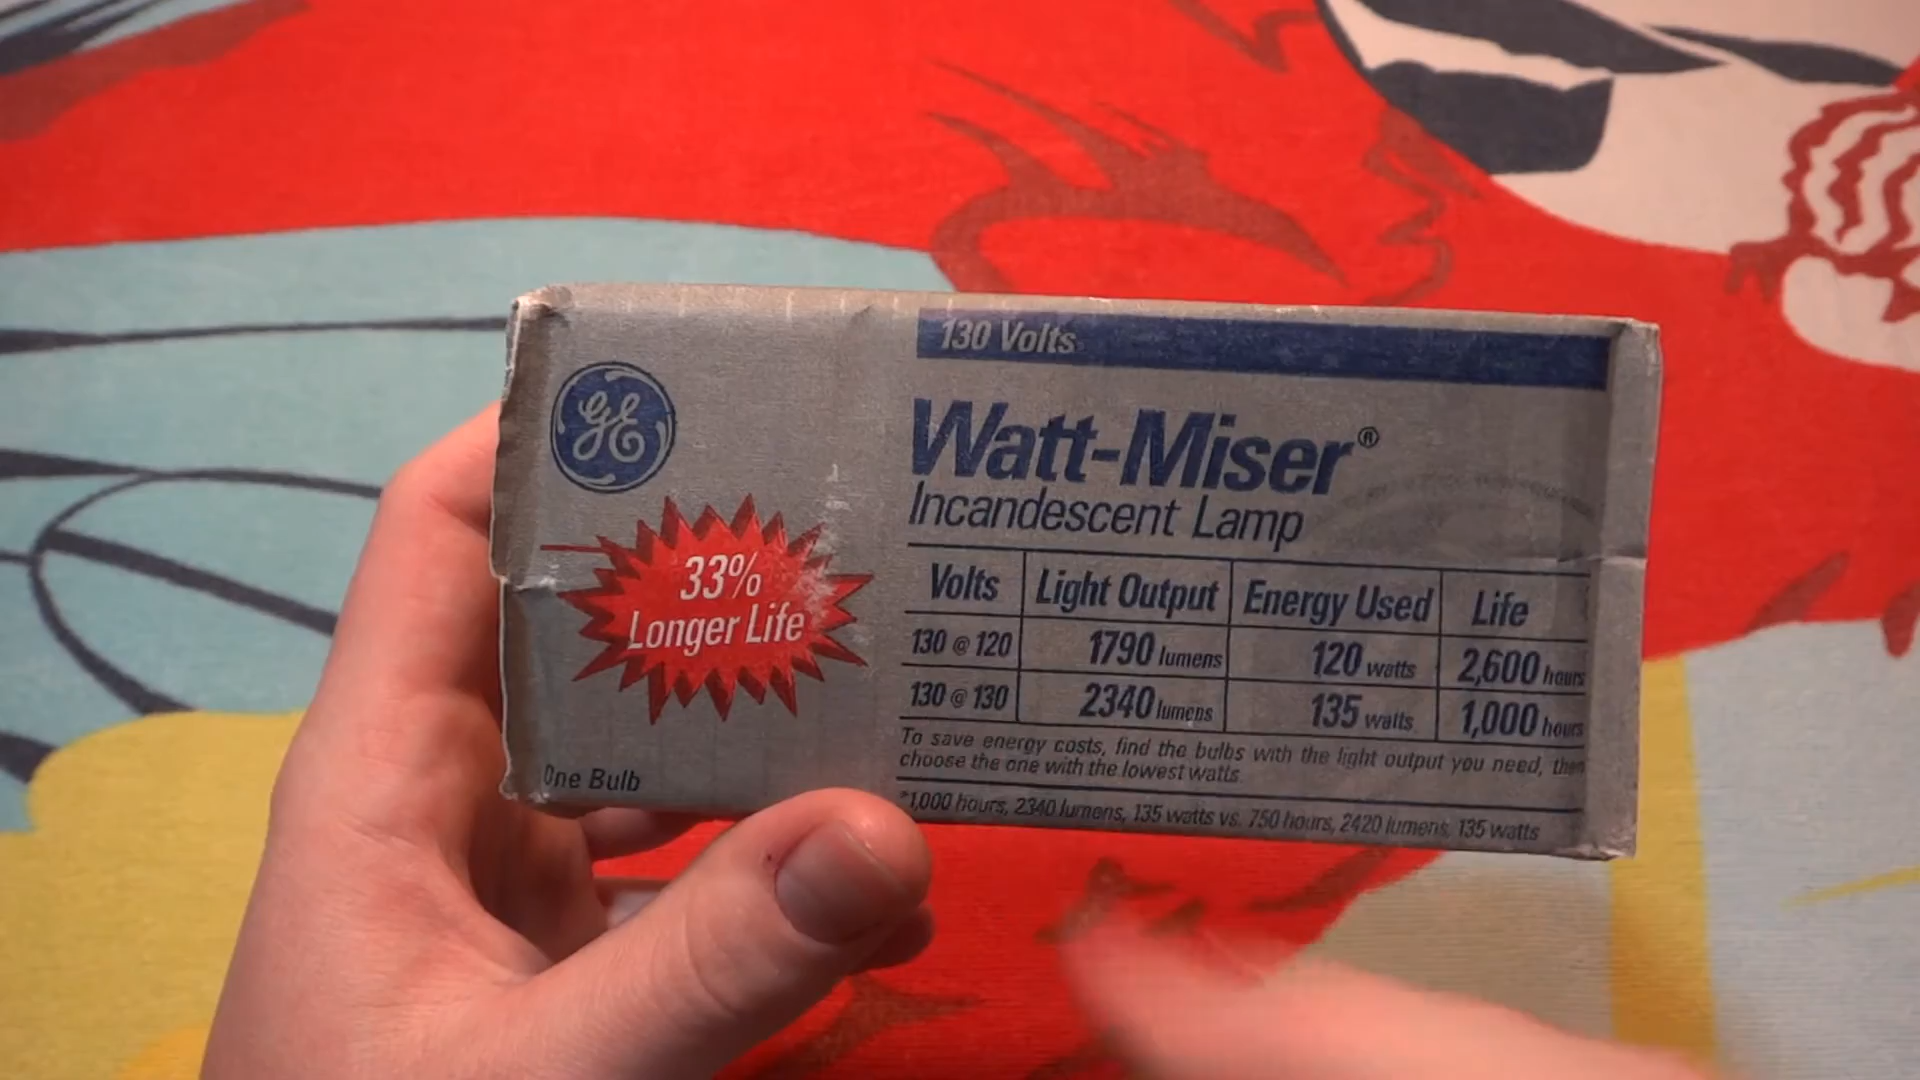 130 Volts
GE
Watt-Miser®
Incandescent Lamp
33%
Longer Life
Volts Light Output Energy Used Life
130 @ 120 1790 lumens 120 watts 2,600 hours
130 @ 130 2340 lumens 135 watts 1,000 hours
To save energy costs, find the bulbs with the light output you need, then
choose the one with the lowest watts.
*1,000 hours, 2340 lumens, 135 watts vs. 750 hours, 2420 lumens, 135 watts
One Bulb